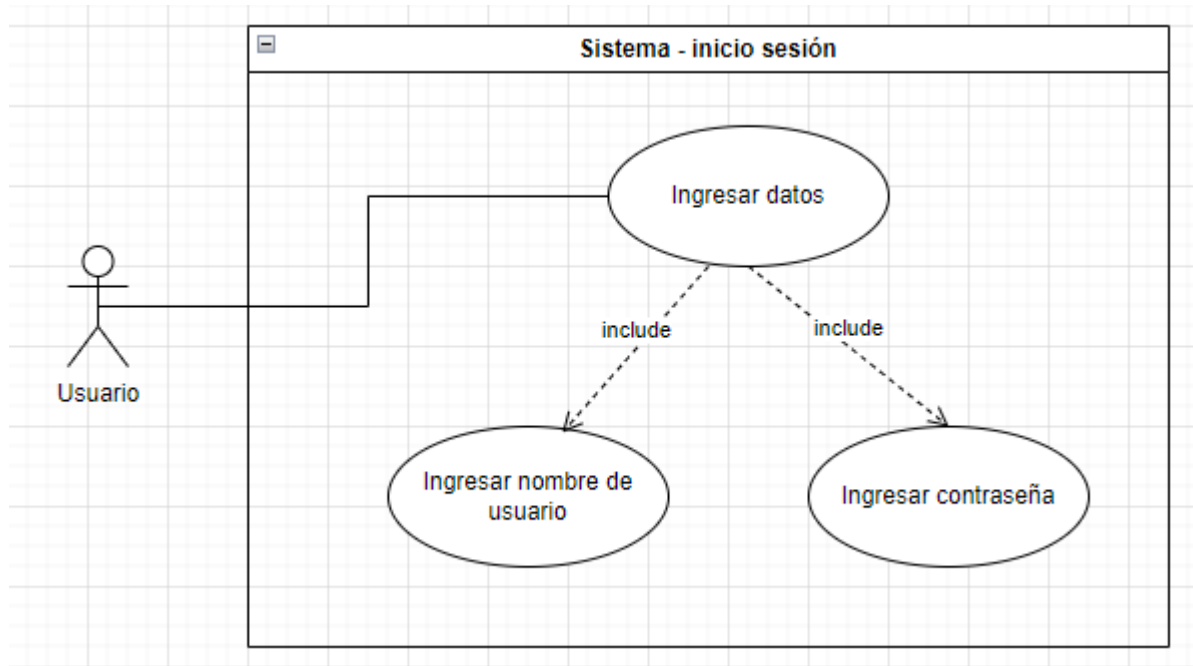 Sistema - inicio sesión
Ingresar datos
include
include
Usuario
Ingresar nombre de
usuario
Ingresar contraseña